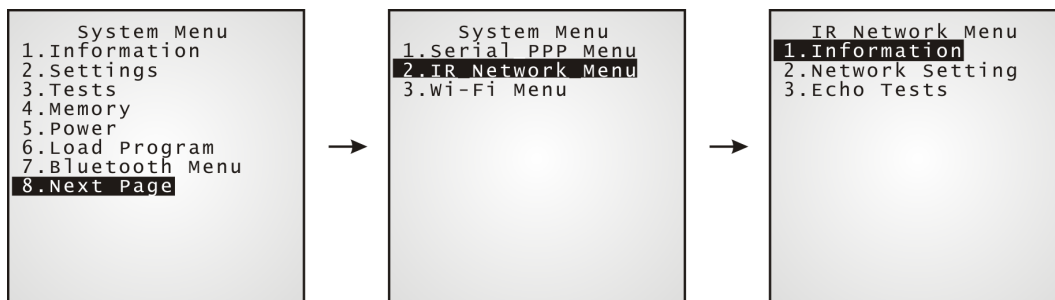 System Menu
1.Information
2.Settings
3.Tests
4.Memory
5.Power
6.Load Program
7.Bluetooth Menu
8.Next Page
System Menu
1.Serial PPP Menu
2.IR Network Menu
3.Wi-Fi Menu
IR Network Menu
1.Information
2.Network Setting
3.Echo Tests